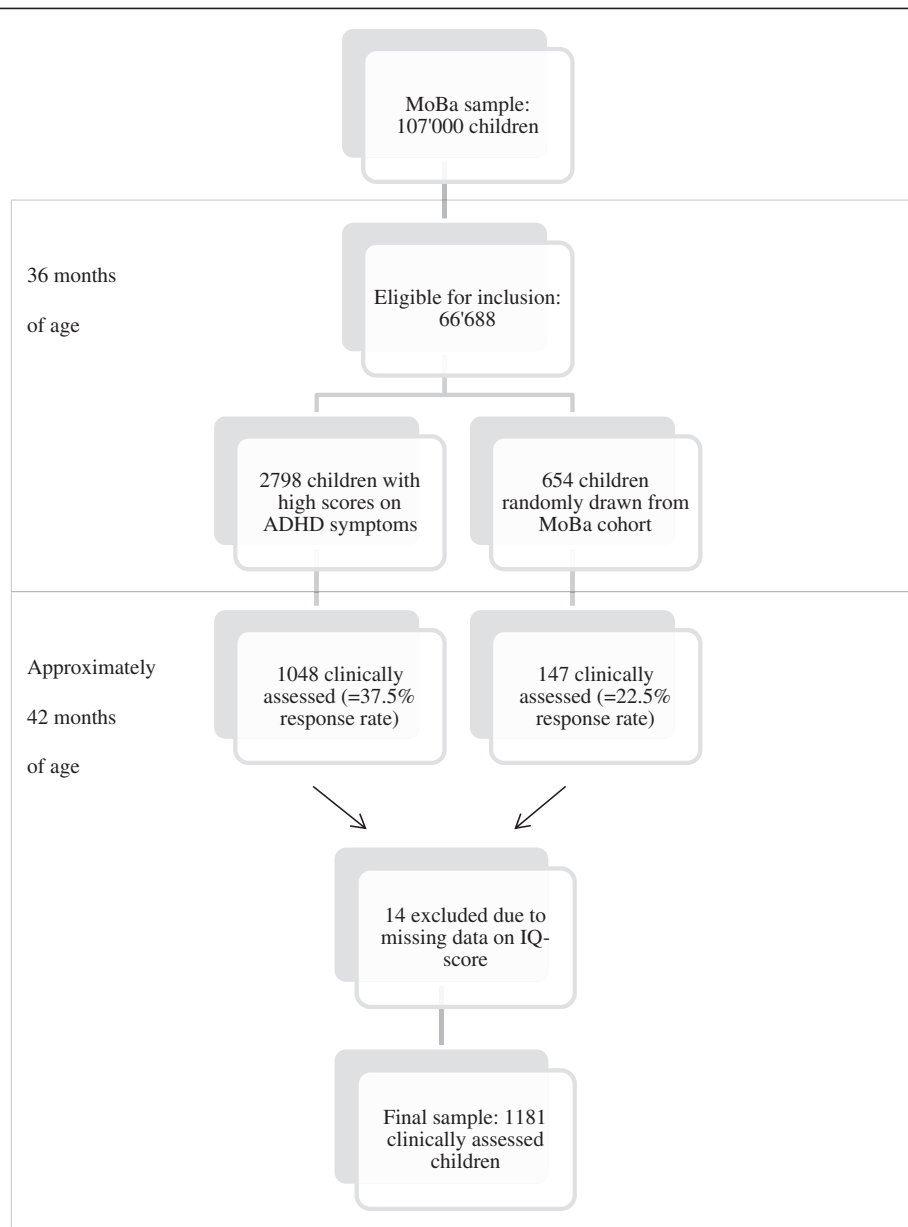 MoBa sample:
107'000 children
36 months
of age
Eligible for inclusion:
66'688
2798 children with
high scores on
ADHD symptoms
654 children
randomly drawn from
MoBa cohort
Approximately
42 months
of age
1048 clinically
assessed (=37.5%
response rate)
147 clinically
assessed (=22.5%
response rate)
14 excluded due to
missing data on IQ-
score
Final sample: 1181
clinically assessed
children